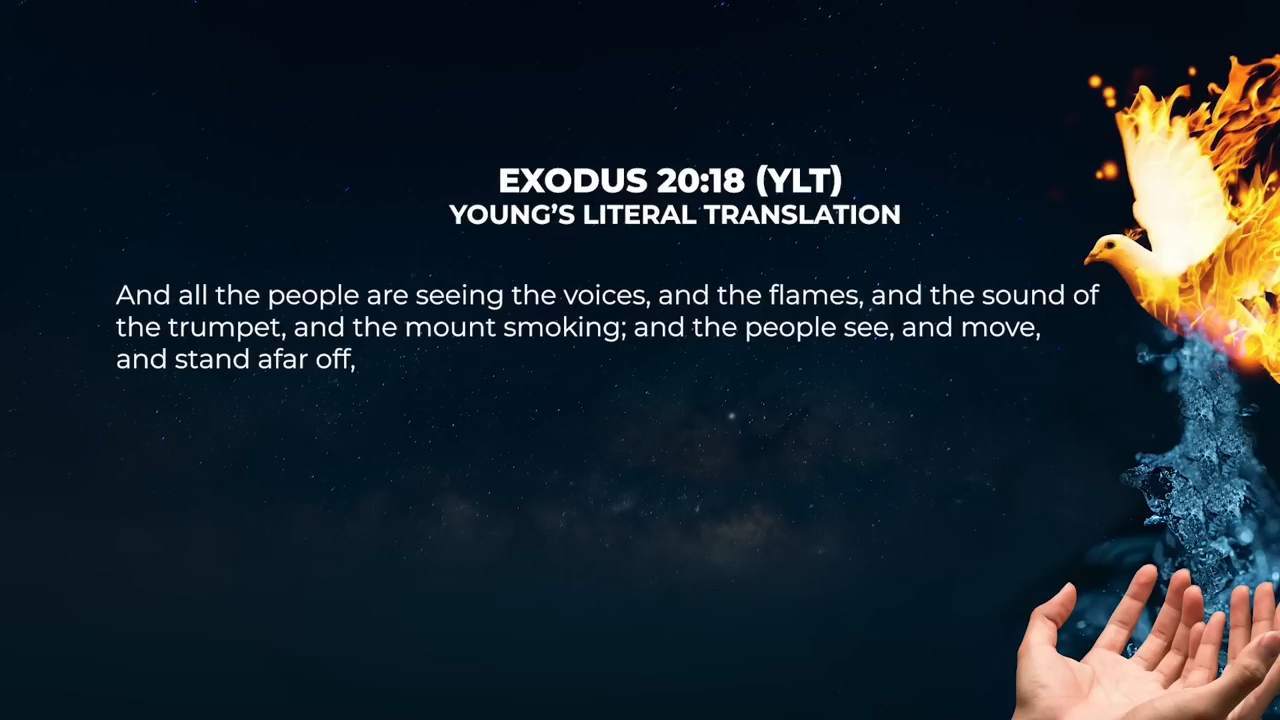 EXODUS 20:18 (YLT)
YOUNG’S LITERAL TRANSLATION
And all the people are seeing the voices, and the flames, and the sound of
the trumpet, and the mount smoking; and the people see, and move,
and stand afar off,